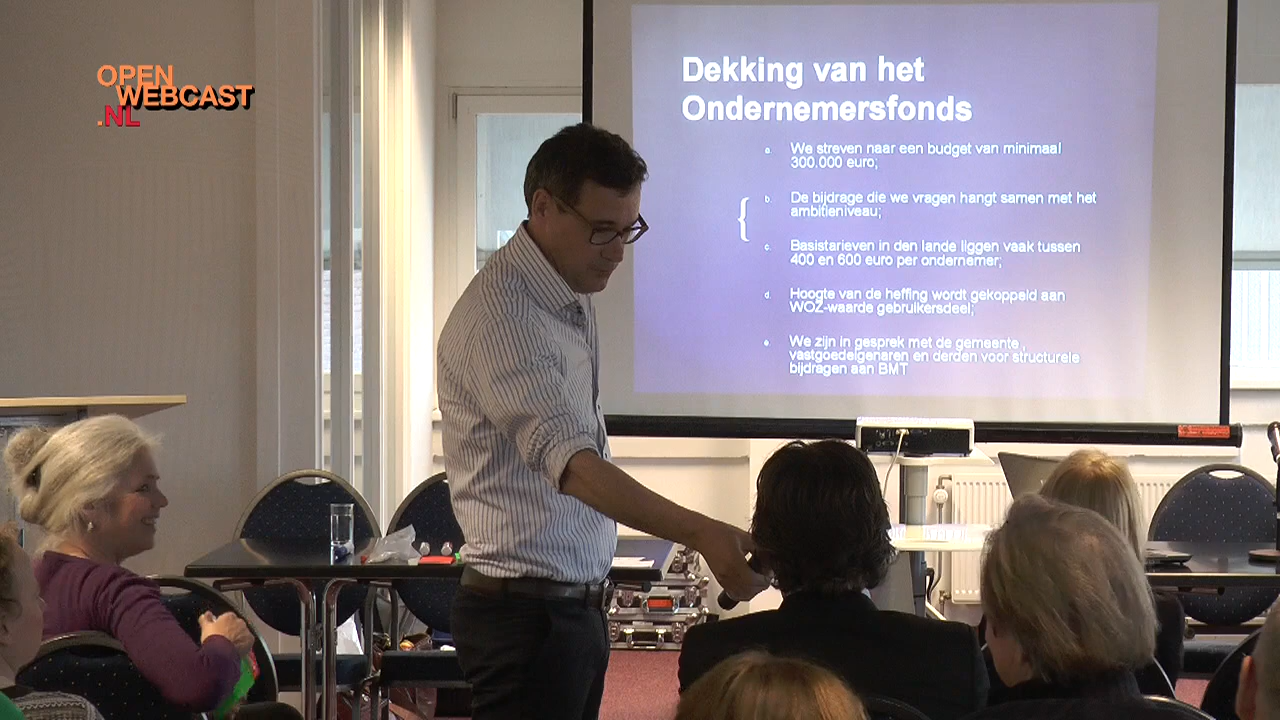 OPEN
WEBCAST
.NL
Dekking van het
Ondernemersfonds
a. We streven naar een budget van minimaal
300.000 euro;
{
b. De bijdrage die we vragen hangt samen met het
ambitieniveau;
c. Basistarieven in den lande liggen vaak tussen
400 en 600 euro per ondernemer;
d. Hoogte van de heffing wordt gekoppeld aan
WOZ-waarde gebruikersdeel;
e. We zijn in gesprek met de gemeente ,
vastgoedeigenaren en derden voor structurele
bijdragen aan BMT